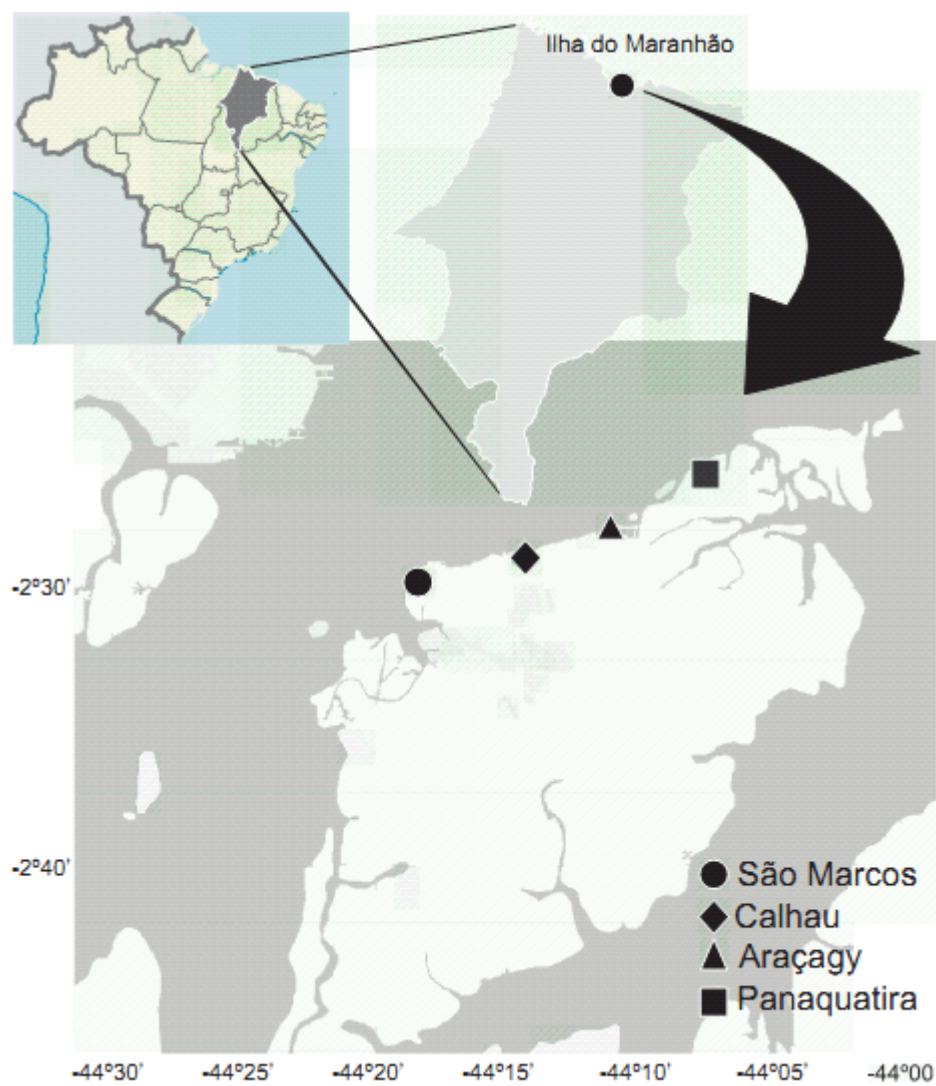 Ilha do Maranhão
-2º30'
-2º40'
São Marcos
Calhau
Araçagy
Panaquatira
-44º30' -44º25' -44º20' -44º15' -44º10' -44º05' -44º00